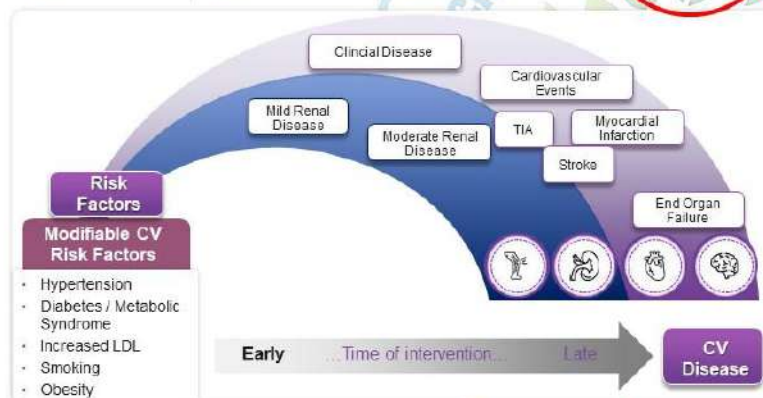 Clincial Disease
Cardiovascular
Events
Mild Renal
Disease
Moderate Renal
Disease
TIA
Myocardial
Infarction
Stroke
End Organ
Failure
Risk
Factors
Modifiable CV
Risk Factors
· Hypertension
· Diabetes / Metabolic
Syndrome
· Increased LDL
· Smoking
· Obesity
Early ...Time of intervention... Late
CV
Disease